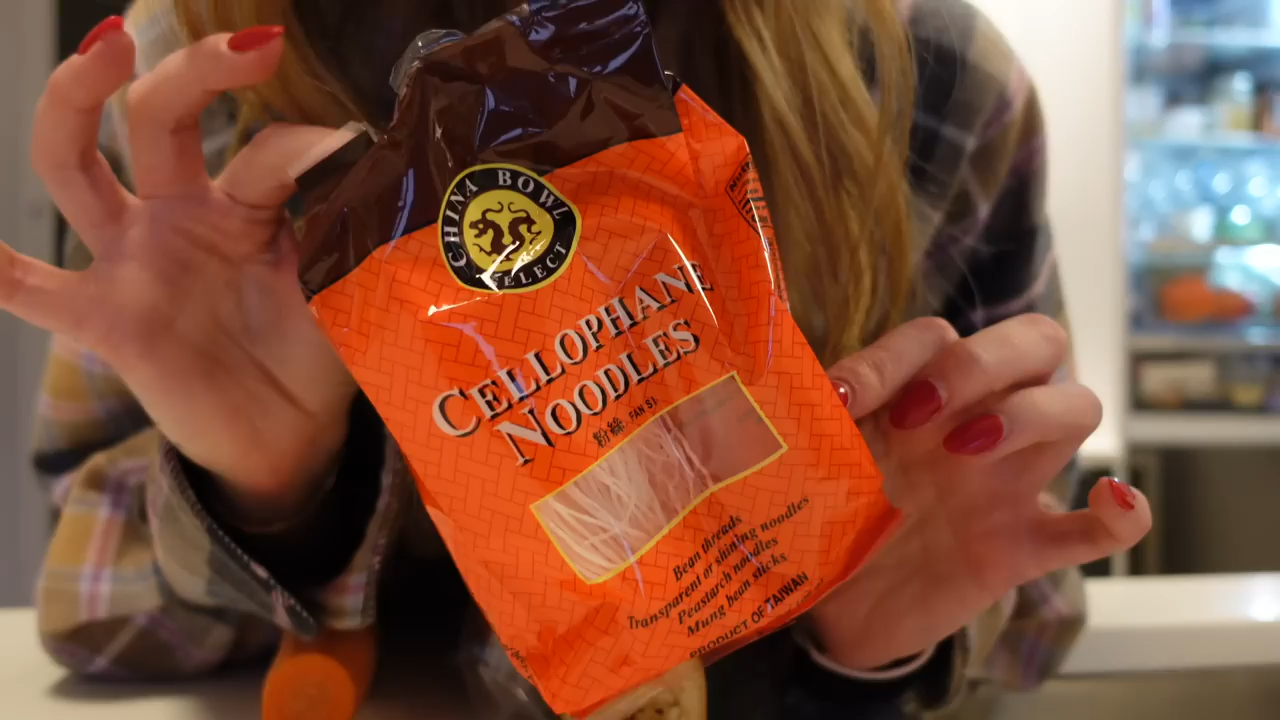 CHINA BOWL
SELECT
CELLOPHANE
NOODLES
粉絲 FAN SI
Bean threads
Transparent or shining noodles
Peastarch noodles
Mung bean sticks
PRODUCT OF TAIWAN